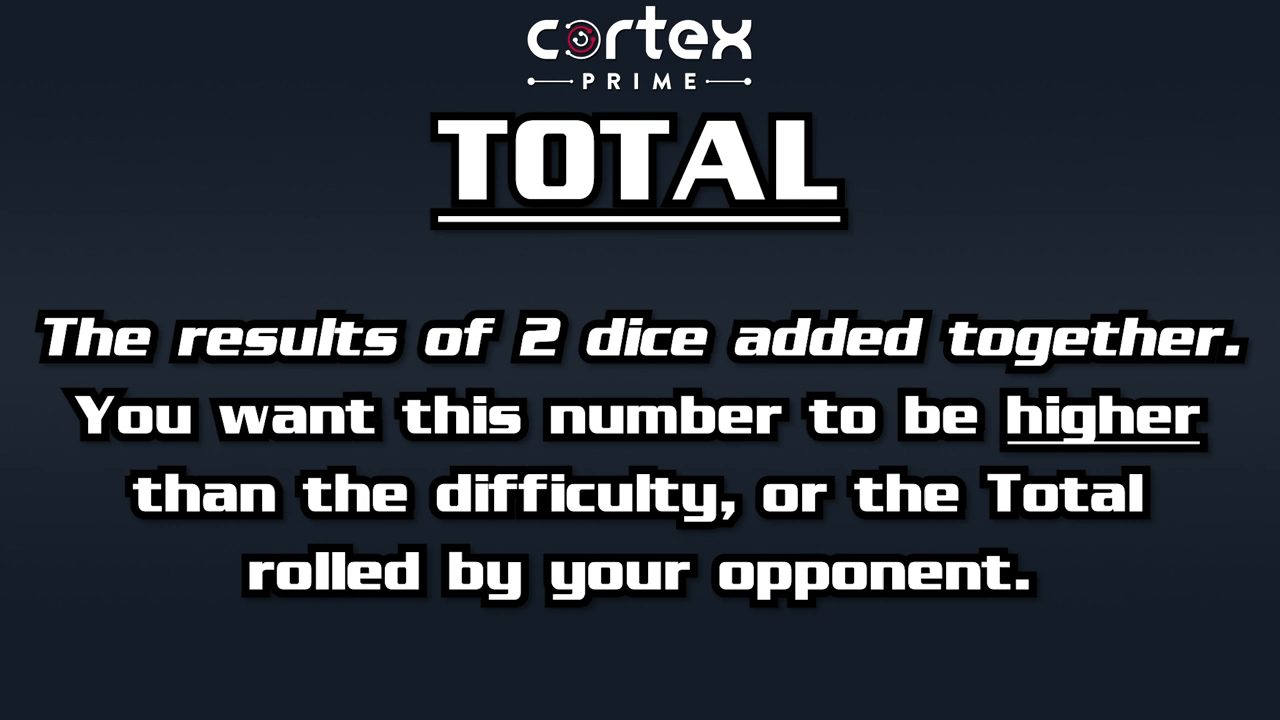 cortex
PRIME
TOTAL
The results of 2 dice added together.
You want this number to be higher
than the difficulty, or the Total
rolled by your opponent.